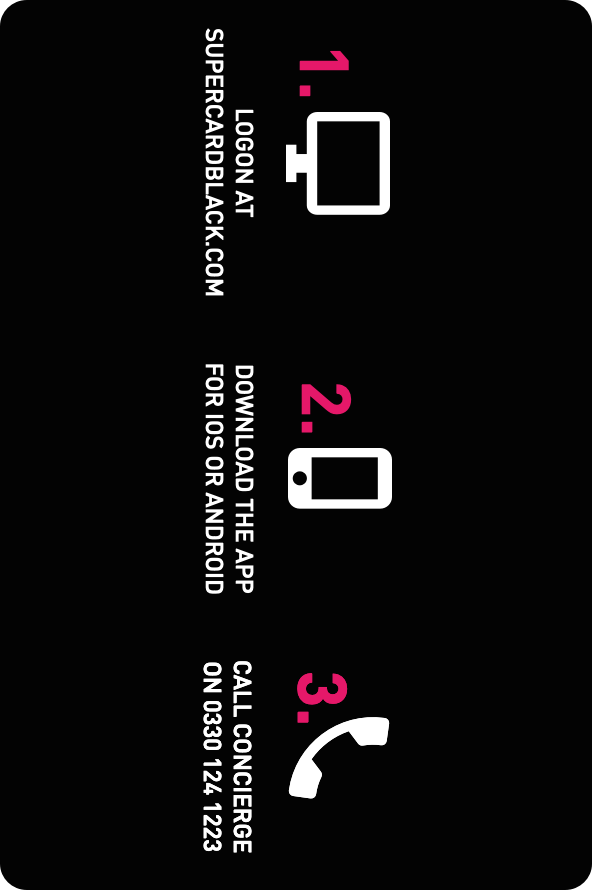 1.
LOGON AT
SUPERCARDBLACK.COM
2.
DOWNLOAD THE APP
FOR IOS OR ANDROID
3.
CALL CONCIERGE
ON 0330 124 1223